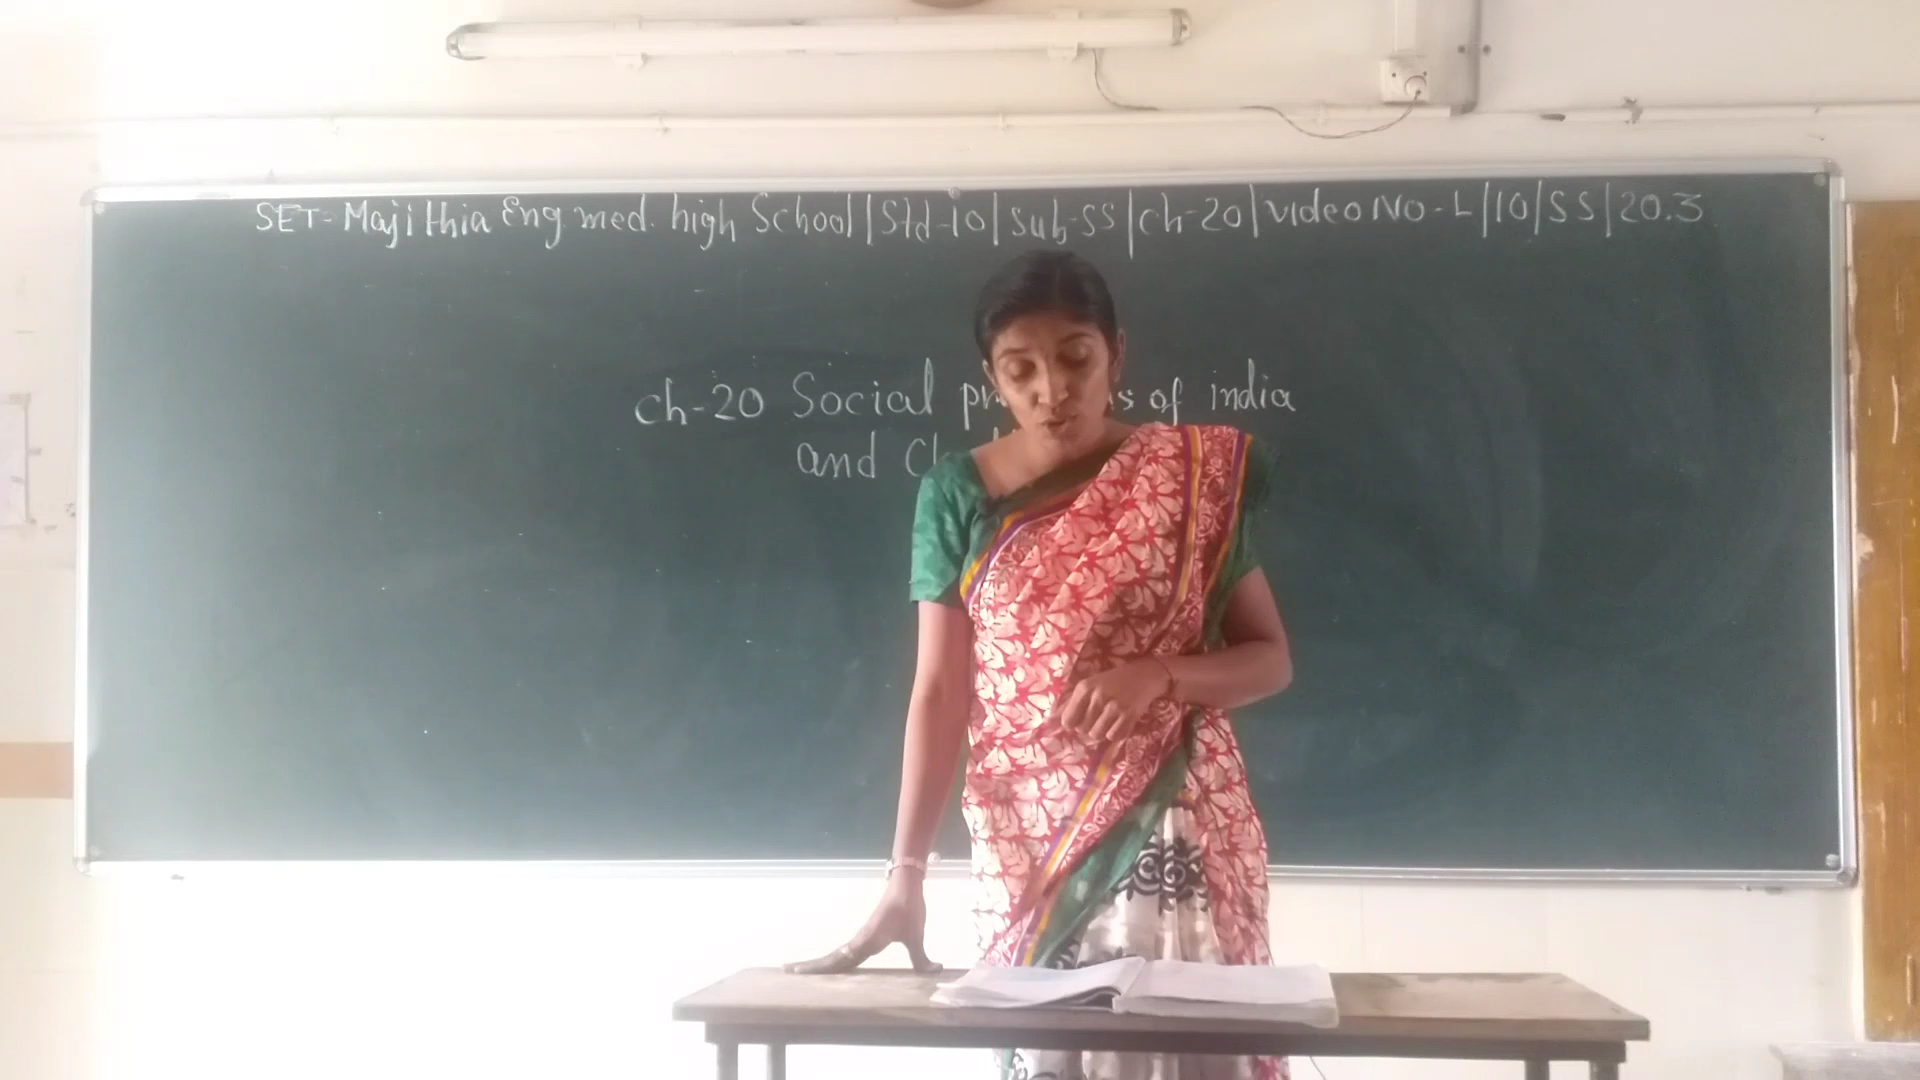 SET- Majithia Eng med. high School|Std-10|Sub-SS|ch-20|video No-L|10|SS|20.3
ch-20 Social of india
and